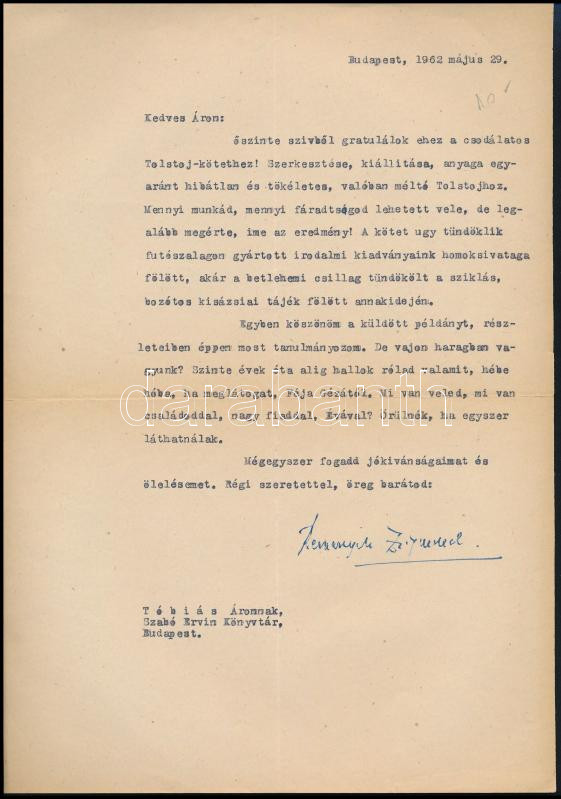 Budapest, 1962 május 29.
Kedves Áron:
őszinte szivből gratulálok ehez a csodálatos
Tolstoj-kötethez! Szerkesztése, kiállitása, anyaga egy-
aránt hibátlan és tökéletes, valóban méltó Tolstojhoz.
Mennyi munkád, mennyi fáradtságod lehetett vele, de leg-
alább megérte, ime az eredmény! A kötet ugy tündöklik
futószalagon gyártott irodalmi kiadványaink homoksivataga
fölött, akár a betlehemi csillag tündökölt a sziklás,
bozótos kisázsiai tájék fölött annakidején.
Egyben köszönöm a küldött példányt, rész-
leteiben éppen most tanulmányozom. De vajon haragban va-
gyunk? Szinte évek óta alig hallok rólad valamit, hébe
hóba, ha meglátogat, Féja Gézától. Mi van veled, mi van
családoddal, nagy fiaddal, Évával? Örülnék, ha egyszer
láthatnálak.
Mégegyszer fogadd jókivánságaimat és
ölelésemet. Régi szeretettel, öreg barátod:
Remenyik Zsigmond.
T ó b i á s Áronnak,
Szabó Ervin Könyvtár,
Budapest.
darabanth